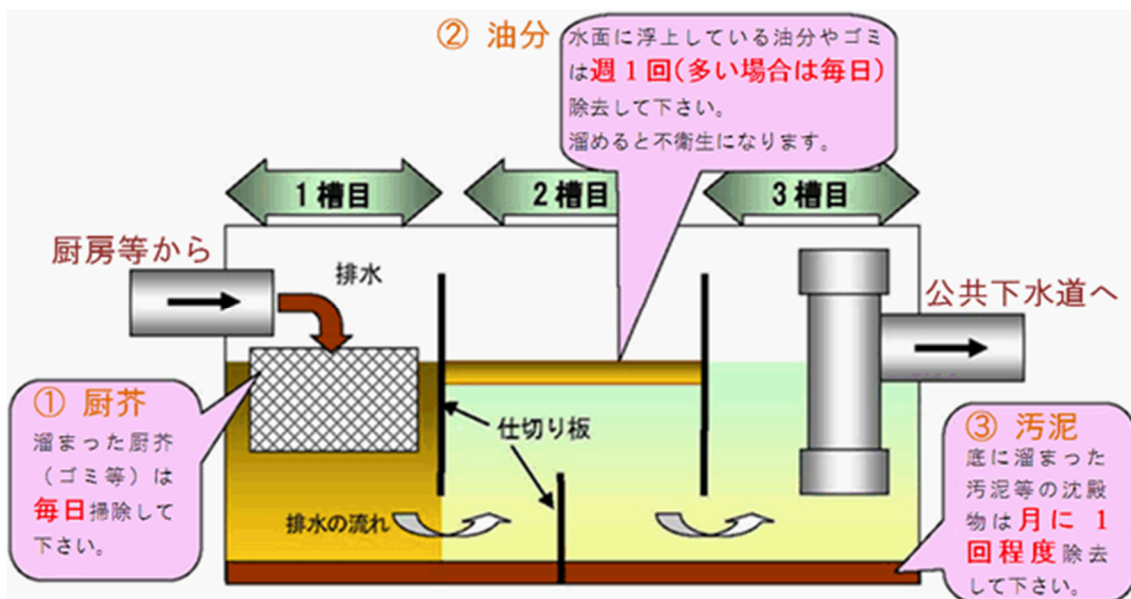 ② 油分
水面に浮上している油分やゴミ
は週1回(多い場合は毎日)
除去して下さい。
溜めると不衛生になります。
1槽目
2槽目
3槽目
厨房等から
排水
公共下水道へ
① 厨芥
溜まった厨芥
(ゴミ等)は
毎日掃除して
下さい。
仕切り板
排水の流れ
③ 汚泥
底に溜まった
汚泥等の沈殿
物は月に1
回程度除去
して下さい。